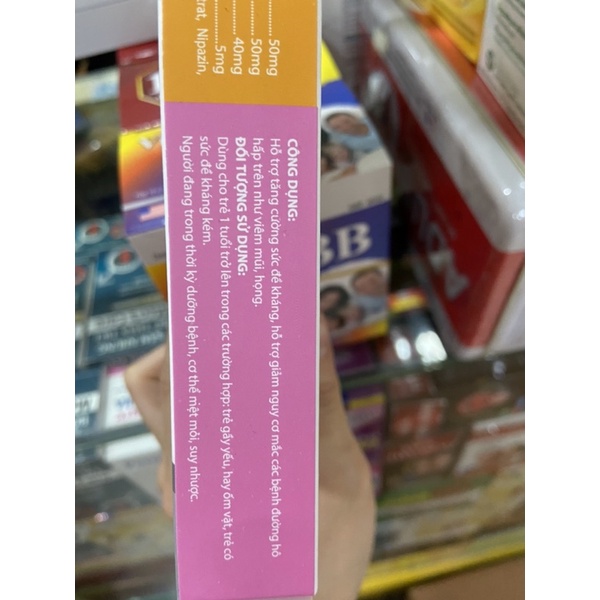 ............. 50mg
............. 50mg
............. 40mg
.............5mg
trat, Nipazin,
CÔNG DỤNG:
Hỗ trợ tăng cường sức đề kháng, hỗ trợ giảm nguy cơ mắc các bệnh đường hô
hấp trên như viêm mũi, họng.
ĐỐI TƯỢNG SỬ DỤNG:
Dùng cho trẻ 1 tuổi trở lên trong các trường hợp: trẻ gầy yếu, hay ốm vặt, trẻ có
sức đề kháng kém.
Người đang trong thời kỳ dưỡng bệnh, cơ thể mệt mỏi, suy nhược.
BB